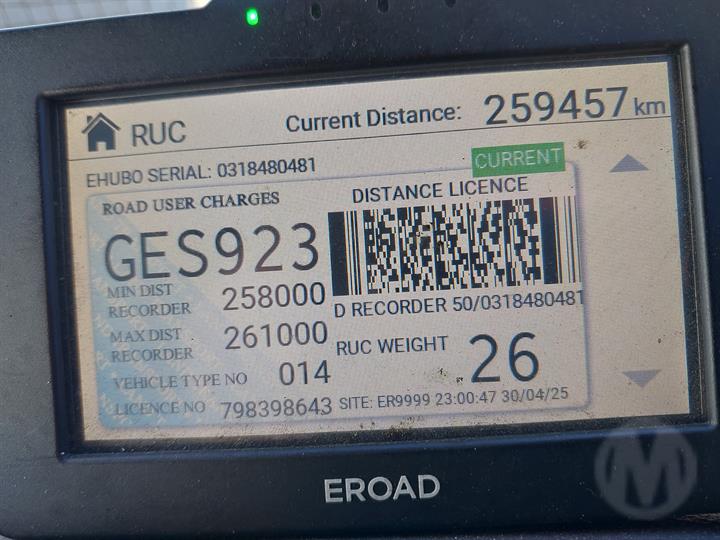 RUC Current Distance: 259457 km
EHUBO SERIAL: 0318480481 CURRENT
ROAD USER CHARGES DISTANCE LICENCE
GES923
MIN DIST RECORDER 258000
D RECORDER 50/0318480481
MAX DIST RECORDER 261000
RUC WEIGHT 26
VEHICLE TYPE NO 014
LICENCE NO 798398643 SITE: ER9999 23:00:47 30/04/25
EROAD
M